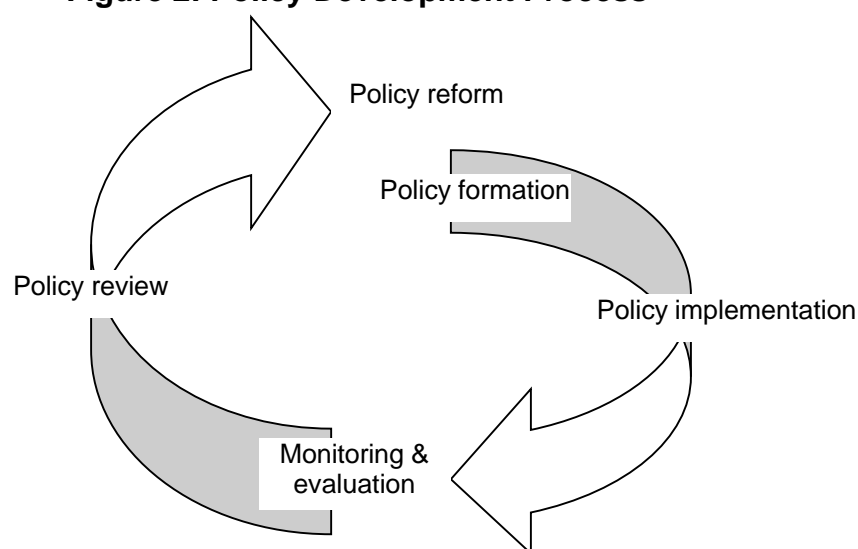 Figure 2: Policy Development Process
Policy reform
Policy formation
Policy implementation
Monitoring &
evaluation
Policy review